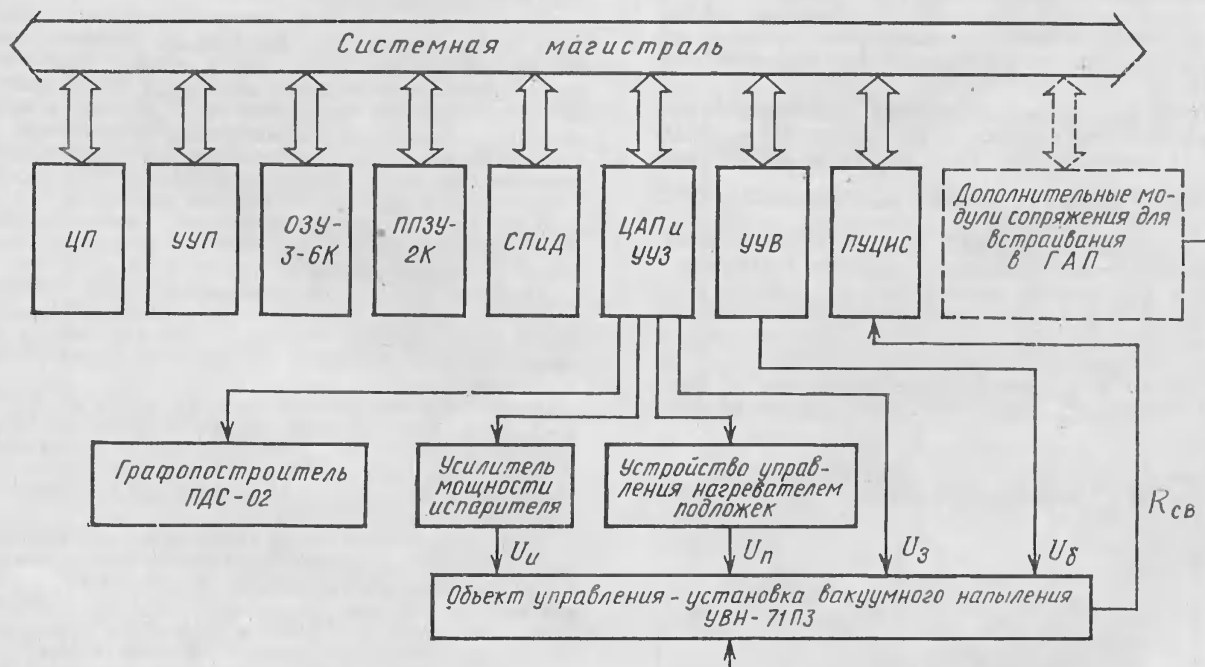 Системная магистраль
ЦП
УУП
ОЗУ-
3-6К
ППЗУ-
2К
СПиД
ЦАП и
УУЗ
УУВ
ПУЦИС
Дополнительные мо-
дули сопряжения для
встраивания
в ГАП
Графопостроитель
ПДС-02
Усилитель
мощности
испарителя
Устройство управ-
ления нагревателем
подложек
Rсв
Uи
Uп
Uз
Uб
Объект управления - установка вакуумного напыления
УВН-71П3